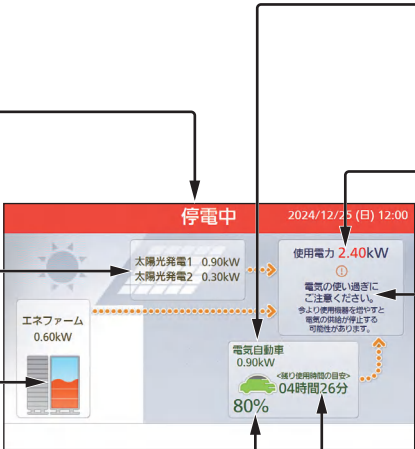 停電中
2024/12/25 (日) 12:00
太陽光発電1 0.90kW
太陽光発電2 0.30kW
使用電力 2.40kW
電気の使い過ぎに
ご注意ください。
今より使用機器を増やすと
電気の供給が停止する
可能性があります。
エネファーム
0.60kW
電気自動車
0.90kW
<残り使用時間の目安>
04時間26分
80%